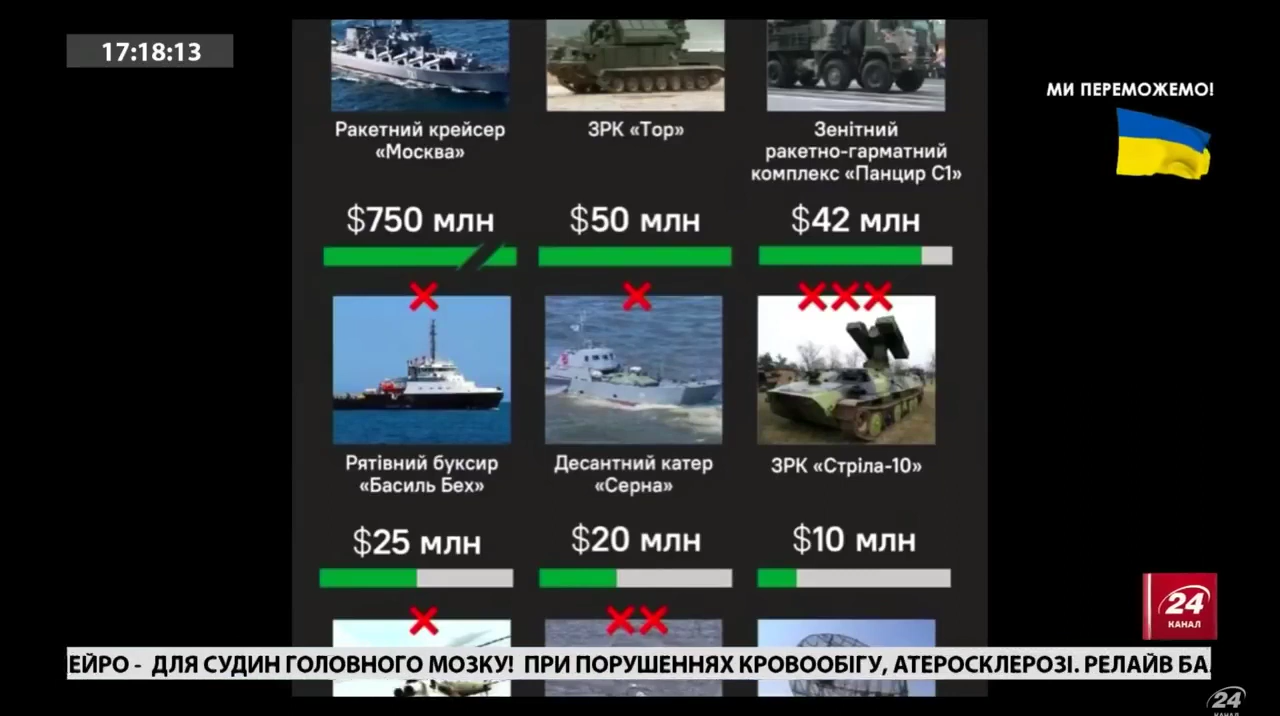 17:18:13
МИ ПЕРЕМОЖЕМО!
Ракетний крейсер
«Москва»
ЗРК «Тор»
Зенітний
ракетно-гарматний
комплекс «Панцир С1»
$750 млн
$50 млн
$42 млн
Рятівний буксир
«Василь Бех»
Десантний катер
«Серна»
ЗРК «Стріла-10»
$25 млн
$20 млн
$10 млн
24
КАНАЛ
ЕЙРО - ДЛЯ СУДИН ГОЛОВНОГО МОЗКУ! ПРИ ПОРУШЕННЯХ КРОВООБІГУ, АТЕРОСКЛЕРОЗІ. РЕЛАЙВ БА
24
КАНАЛ